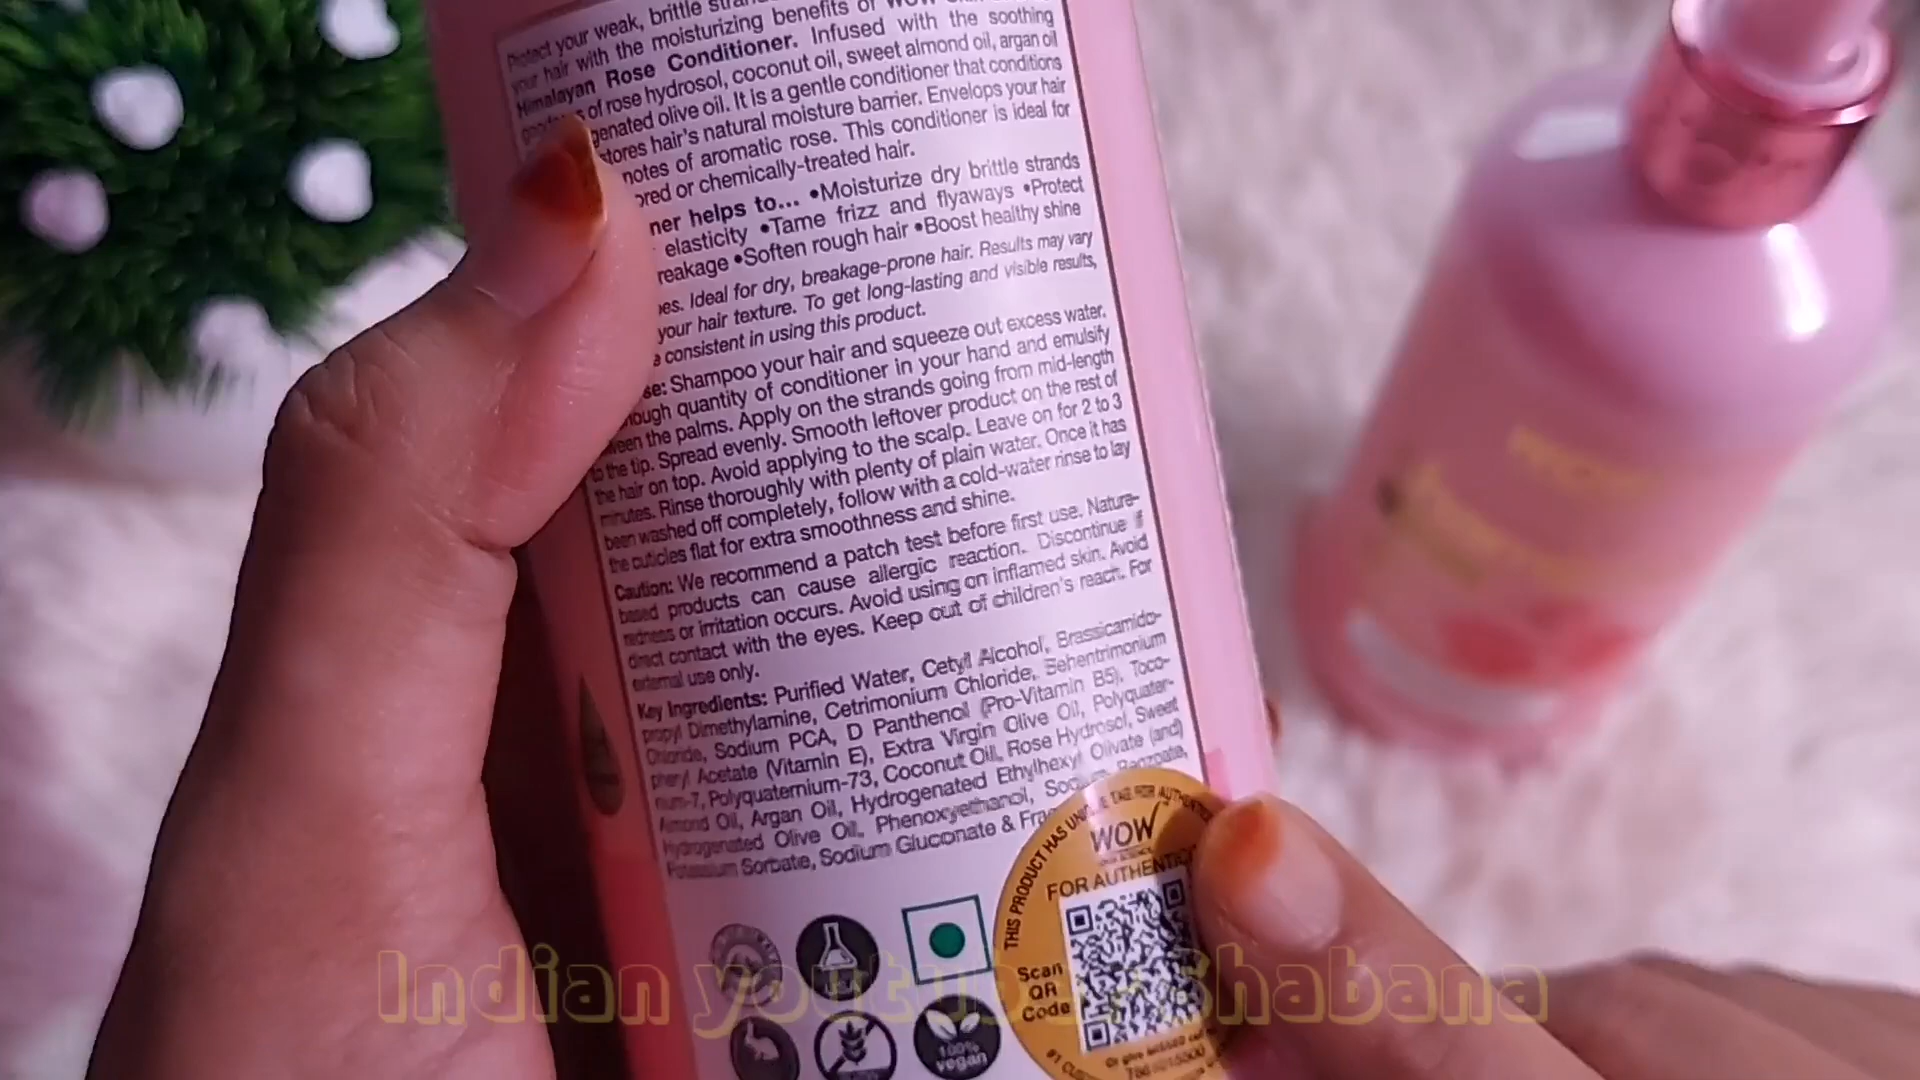 Protect your weak, brittle
your hair with the moisturizing benefits of WOW
Himalayan Rose Conditioner. Infused with the soothing
of rose hydrosol, coconut oil, sweet almond oil, argan oil
genated olive oil. It is a gentle conditioner that conditions
stores hair's natural moisture barrier. Envelops your hair
notes of aromatic rose. This conditioner is ideal for
ored or chemically-treated hair.
ner helps to... •Moisturize dry brittle strands
elasticity •Tame frizz and flyaways •Protect
reakage •Soften rough hair •Boost healthy shine
es. Ideal for dry, breakage-prone hair. Results may vary
your hair texture. To get long-lasting and visible results,
consistent in using this product.
se: Shampoo your hair and squeeze out excess water.
ough quantity of conditioner in your hand and emulsify
ween the palms. Apply on the strands going from mid-length
to the tip. Spread evenly. Smooth leftover product on the rest of
the hair on top. Avoid applying to the scalp. Leave on for 2 to 3
minutes. Rinse thoroughly with plenty of plain water. Once it has
been washed off completely, follow with a cold-water rinse to lay
the cuticles flat for extra smoothness and shine.
Caution: We recommend a patch test before first use. Nature-
based products can cause allergic reaction. Discontinue if
redness or irritation occurs. Avoid using on inflamed skin. Avoid
direct contact with the eyes. Keep out of children's reach. For
external use only.
Key Ingredients: Purified Water, Cetyl Alcohol, Brassicamido-
propyl Dimethylamine, Cetrimonium Chloride, Behentrimonium
Chloride, Sodium PCA, D Panthenol (Pro-Vitamin B5), Toco-
pheryl Acetate (Vitamin E), Extra Virgin Olive Oil, Polyquater-
nium-7, Polyquaternium-73, Coconut Oil, Rose Hydrosol, Sweet
Almond Oil, Argan Oil, Hydrogenated Ethylhexyl Olivate (and)
Hydrogenated Olive Oil, Phenoxyethanol, Sodium Benzoate,
Potassium Sorbate, Sodium Gluconate & Fra
THIS PRODUCT HAS UNIQUE TAG FOR AUTHENT
WOW
FOR AUTHENTIC
Scan
QR
Code
100%
vegan
Indian youtuber Shabana